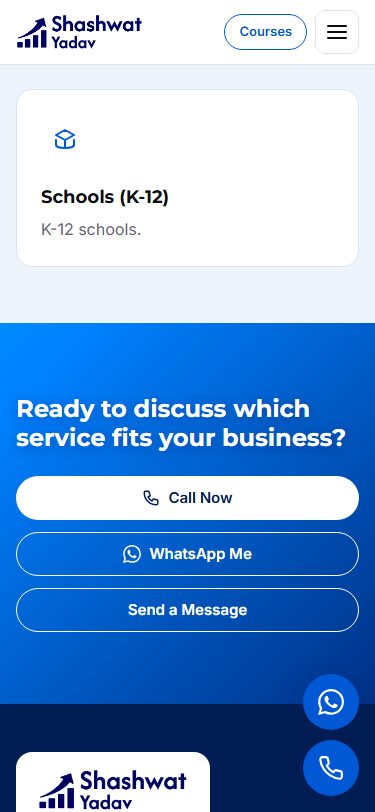 Shashwat
Yadav
Courses
Schools (K-12)
K-12 schools.
Ready to discuss which
service fits your business?
Call Now
WhatsApp Me
Send a Message
Shashwat
Yadav